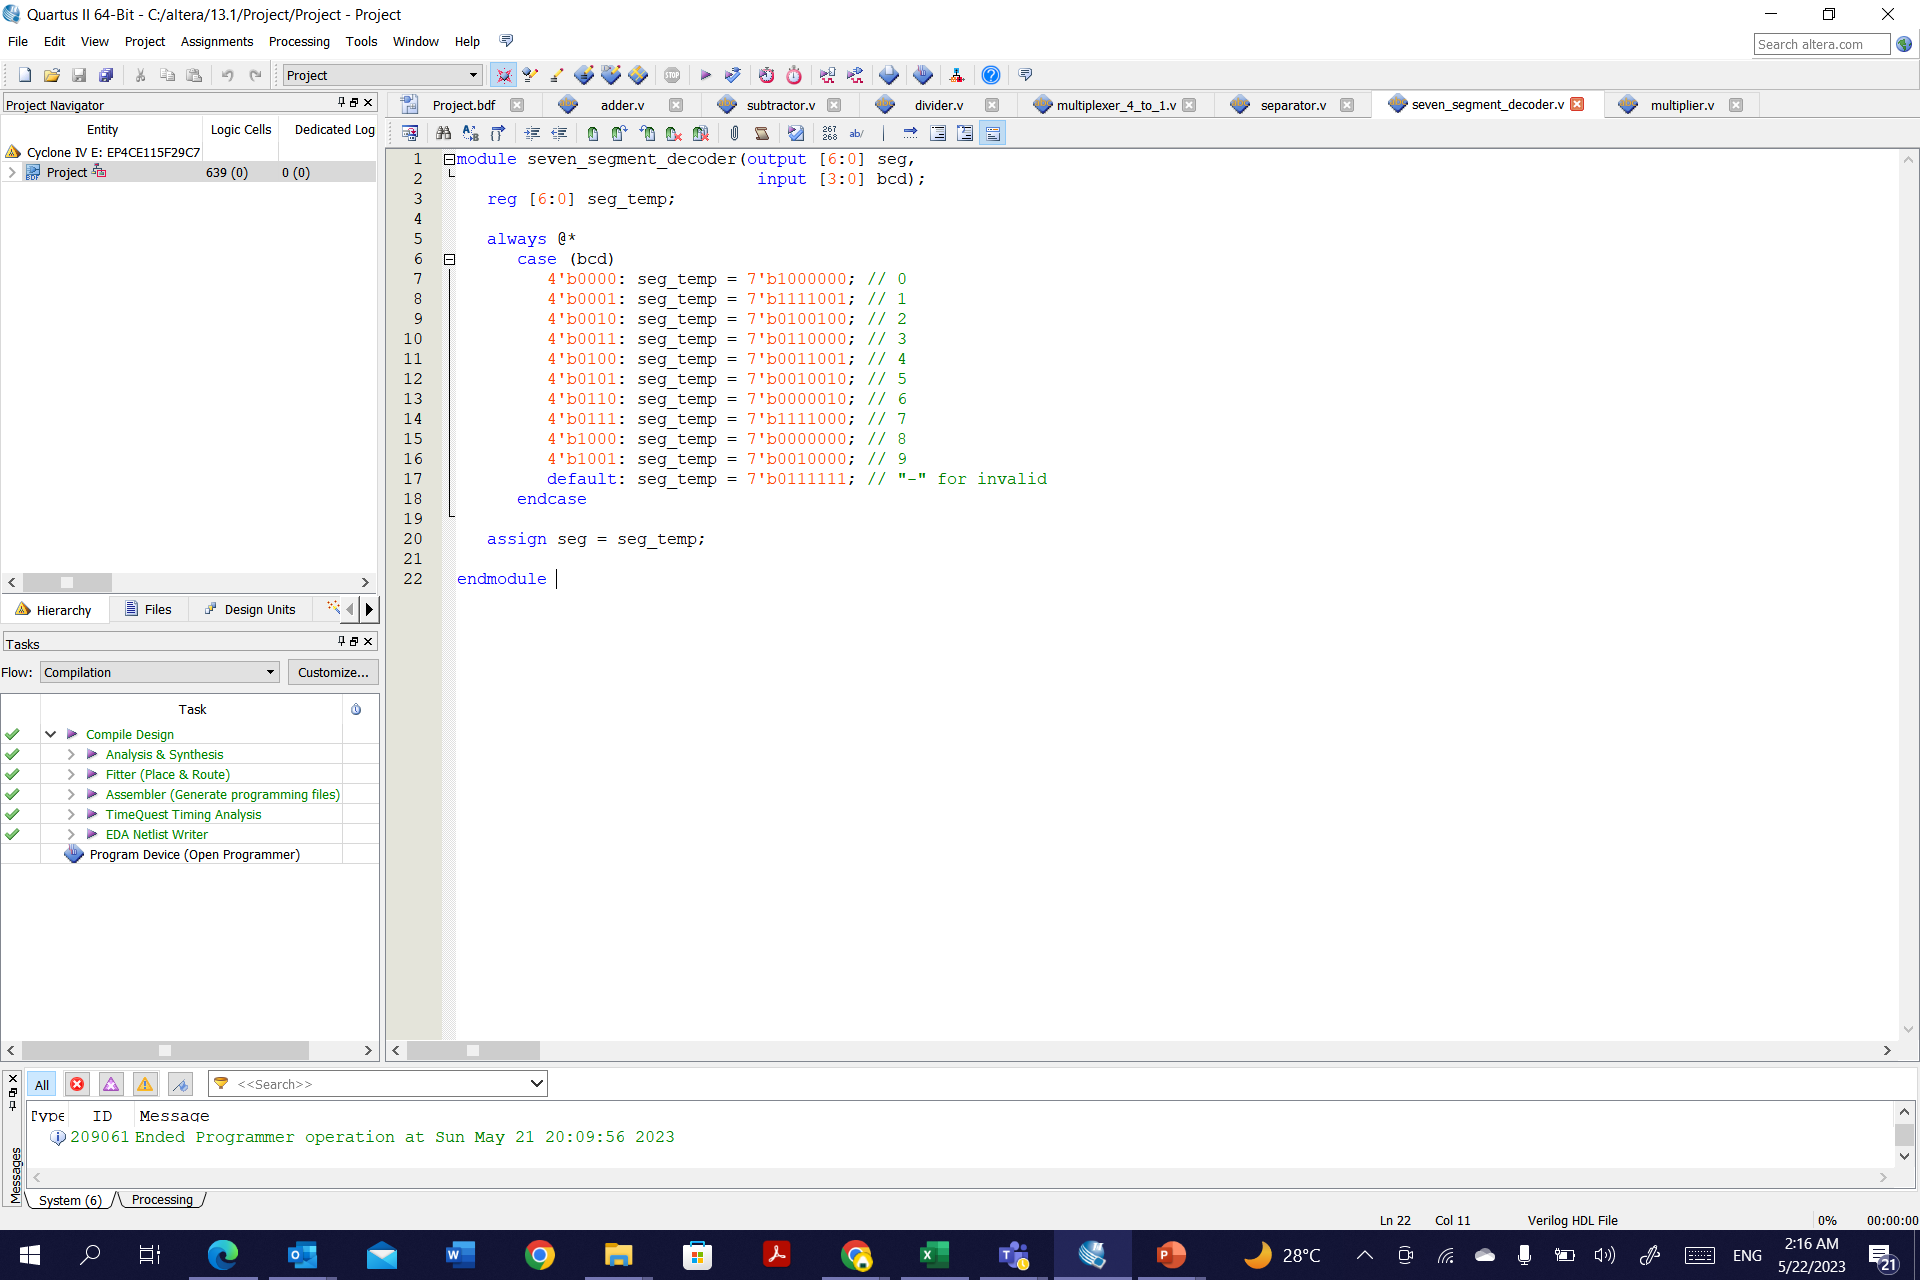 Quartus II 64-Bit - C:/altera/13.1/Project/Project - Project
File Edit View Project Assignments Processing Tools Window Help
Search altera.com
Project
Project Navigator
Entity Logic Cells Dedicated Log
Cyclone IV E: EP4CE115F29C7
Project 639 (0) 0 (0)
Hierarchy Files Design Units
Tasks
Flow: Compilation Customize...
Task
Compile Design
Analysis & Synthesis
Fitter (Place & Route)
Assembler (Generate programming files)
TimeQuest Timing Analysis
EDA Netlist Writer
Program Device (Open Programmer)
Project.bdf adder.v subtractor.v divider.v multiplexer_4_to_1.v separator.v seven_segment_decoder.v multiplier.v
267 268 ab/
1 module seven_segment_decoder(output [6:0] seg,
2 input [3:0] bcd);
3 reg [6:0] seg_temp;
4
5 always @*
6 case (bcd)
7 4'b0000: seg_temp = 7'b1000000; // 0
8 4'b0001: seg_temp = 7'b1111001; // 1
9 4'b0010: seg_temp = 7'b0100100; // 2
10 4'b0011: seg_temp = 7'b0110000; // 3
11 4'b0100: seg_temp = 7'b0011001; // 4
12 4'b0101: seg_temp = 7'b0010010; // 5
13 4'b0110: seg_temp = 7'b0000010; // 6
14 4'b0111: seg_temp = 7'b1111000; // 7
15 4'b1000: seg_temp = 7'b0000000; // 8
16 4'b1001: seg_temp = 7'b0010000; // 9
17 default: seg_temp = 7'b0111111; // "-" for invalid
18 endcase
19
20 assign seg = seg_temp;
21
22 endmodule
All <<Search>>
Type ID Message
209061 Ended Programmer operation at Sun May 21 20:09:56 2023
Messages
System (6) Processing
Ln 22 Col 11 Verilog HDL File 0% 00:00:00
28°C ENG 2:16 AM
5/22/2023 21